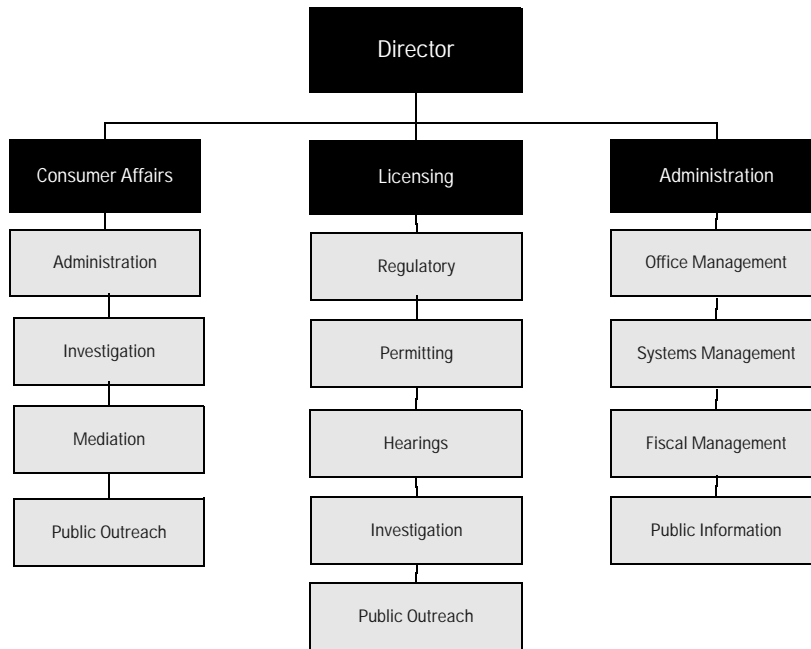 Director
Consumer Affairs
Licensing
Administration
Administration
Regulatory
Office Management
Investigation
Permitting
Systems Management
Mediation
Hearings
Fiscal Management
Public Outreach
Investigation
Public Information
Public Outreach